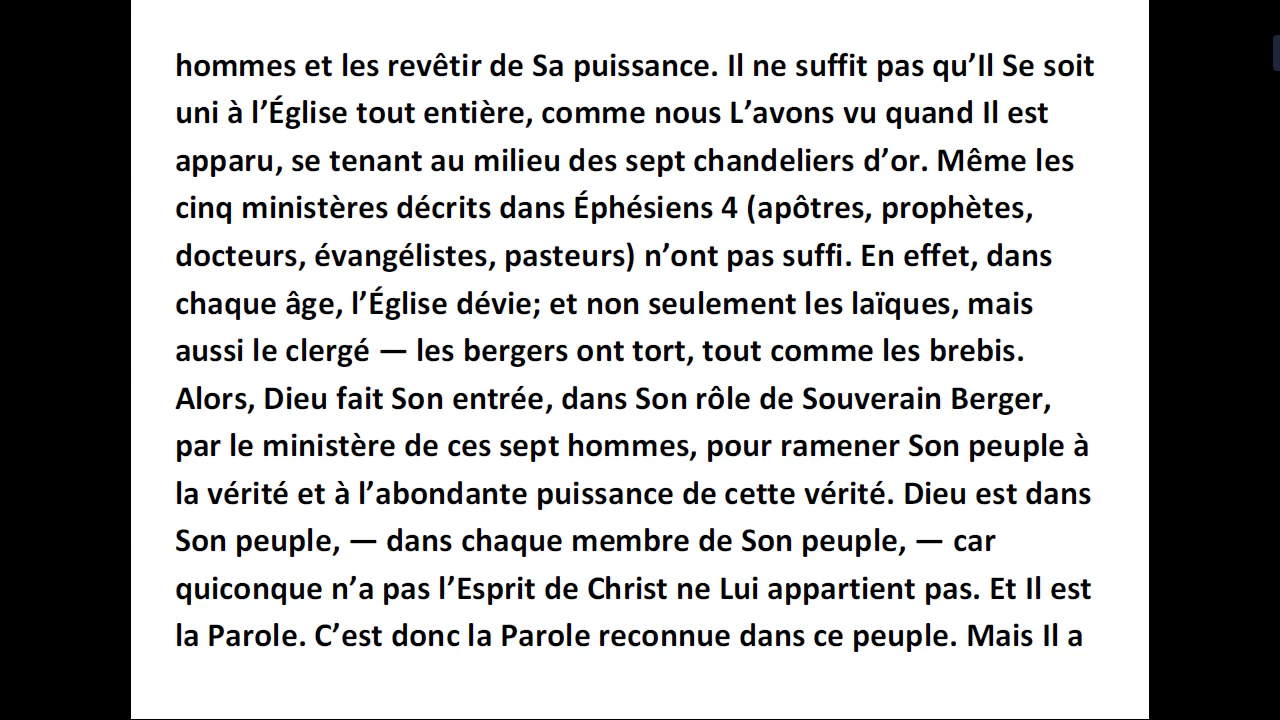 hommes et les revêtir de Sa puissance. Il ne suffit pas qu’Il Se soit
uni à l’Église tout entière, comme nous L’avons vu quand Il est
apparu, se tenant au milieu des sept chandeliers d’or. Même les
cinq ministères décrits dans Éphésiens 4 (apôtres, prophètes,
docteurs, évangélistes, pasteurs) n’ont pas suffi. En effet, dans
chaque âge, l’Église dévie; et non seulement les laïques, mais
aussi le clergé — les bergers ont tort, tout comme les brebis.
Alors, Dieu fait Son entrée, dans Son rôle de Souverain Berger,
par le ministère de ces sept hommes, pour ramener Son peuple à
la vérité et à l’abondante puissance de cette vérité. Dieu est dans
Son peuple, — dans chaque membre de Son peuple, — car
quiconque n’a pas l’Esprit de Christ ne Lui appartient pas. Et Il est
la Parole. C’est donc la Parole reconnue dans ce peuple. Mais Il a